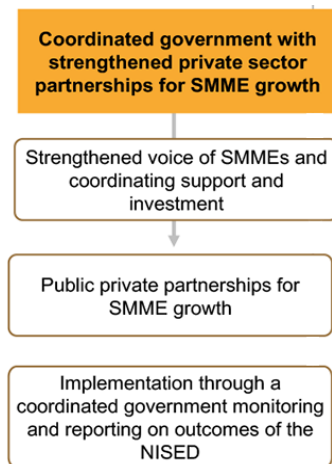 Coordinated government with
strengthened private sector
partnerships for SMME growth
Strengthened voice of SMMEs and
coordinating support and
investment
Public private partnerships for
SMME growth
Implementation through a
coordinated government monitoring
and reporting on outcomes of the
NISED